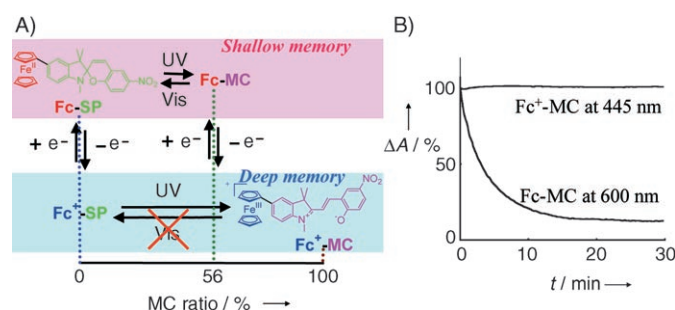 A)
Shallow memory
UV
Vis
Fe^II
N
O
NO₂
Fc-SP
Fc-MC
+ e⁻
– e⁻
+ e⁻
– e⁻
Deep memory
UV
Vis
Fc⁺-SP
Fe^III
N
O
NO₂
+
Fc⁺-MC
0
56
100
MC ratio / % →
B)
100
50
0
ΔA / % →
Fc⁺-MC at 445 nm
Fc-MC at 600 nm
0
10
20
30
t / min →